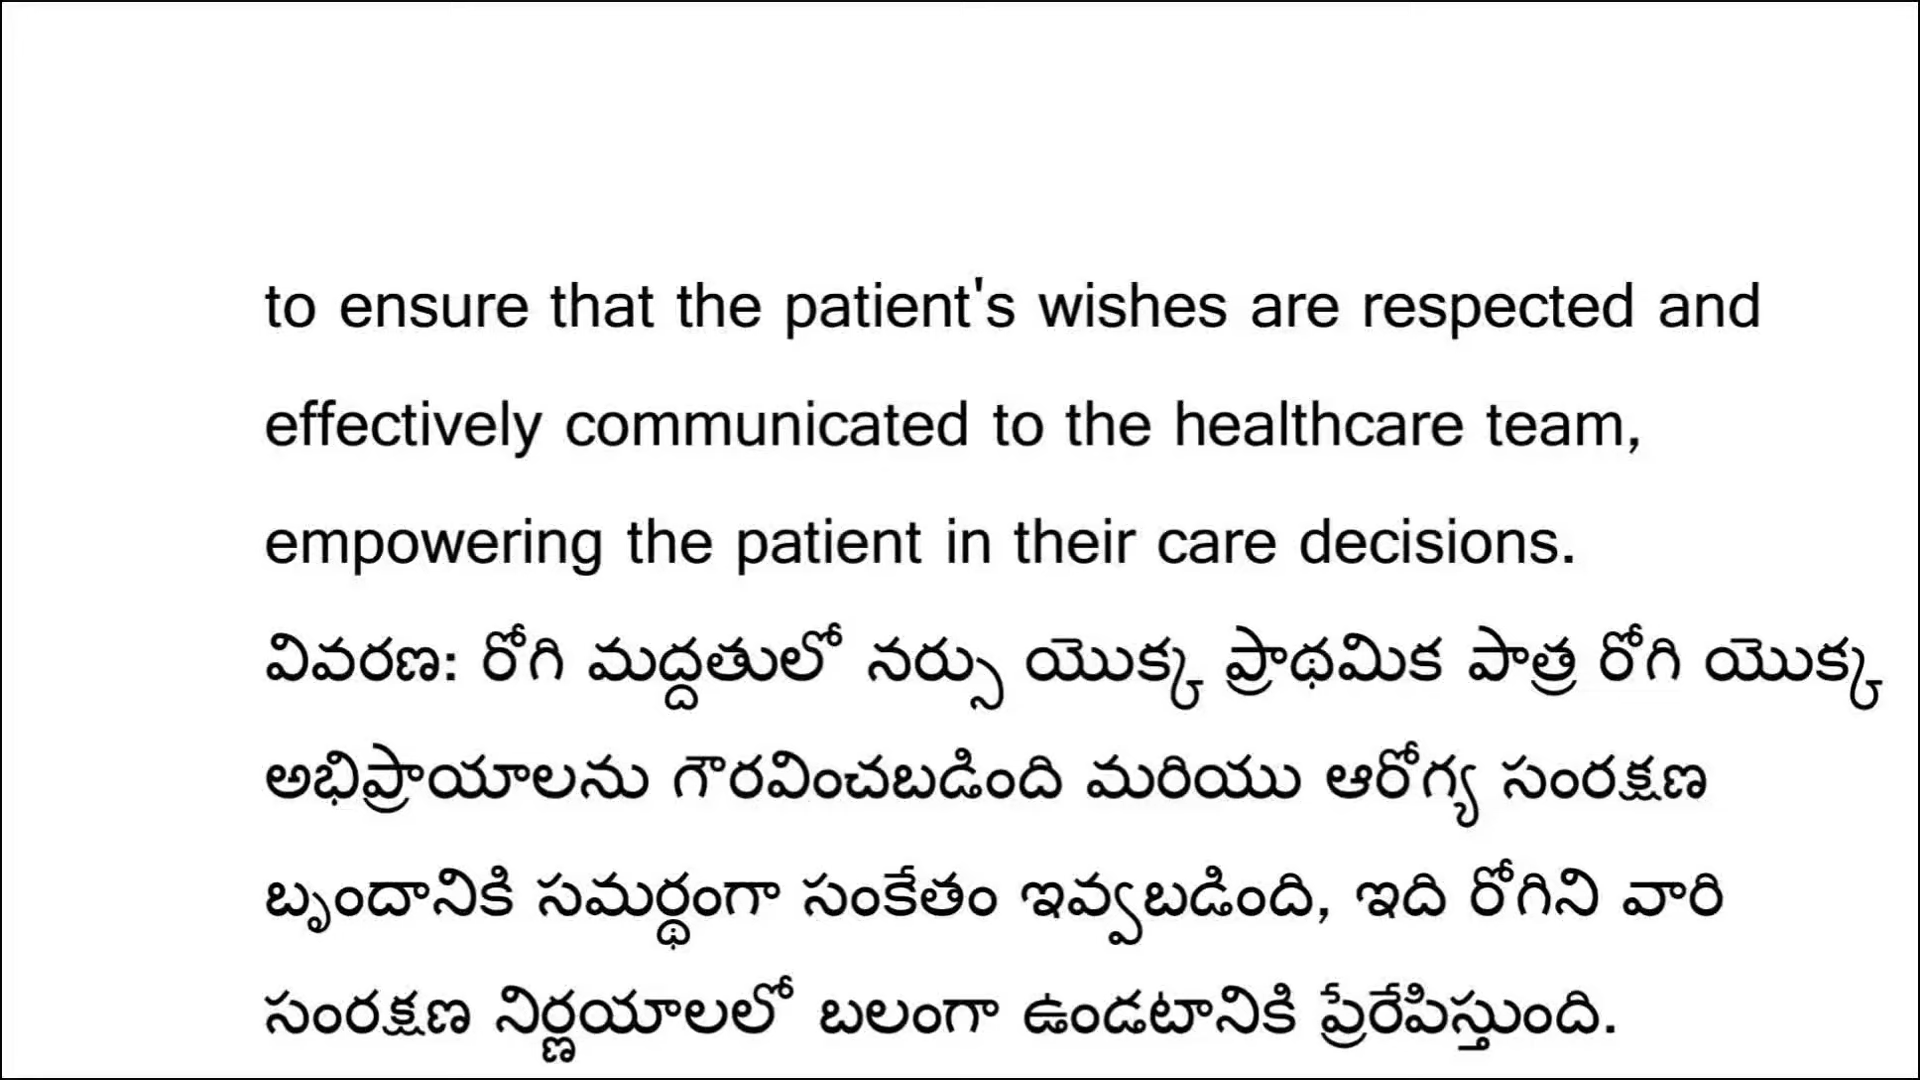 to ensure that the patient's wishes are respected and
effectively communicated to the healthcare team,
empowering the patient in their care decisions.
వివరణ: రోగి మద్దతులో నర్సు యొక్క ప్రాథమిక పాత్ర రోగి యొక్క
అభిప్రాయాలను గౌరవించబడింది మరియు ఆరోగ్య సంరక్షణ
బృందానికి సమర్థంగా సంకేతం ఇవ్వబడింది, ఇది రోగిని వారి
సంరక్షణ నిర్ణయాలలో బలంగా ఉండటానికి ప్రేరేపిస్తుంది.